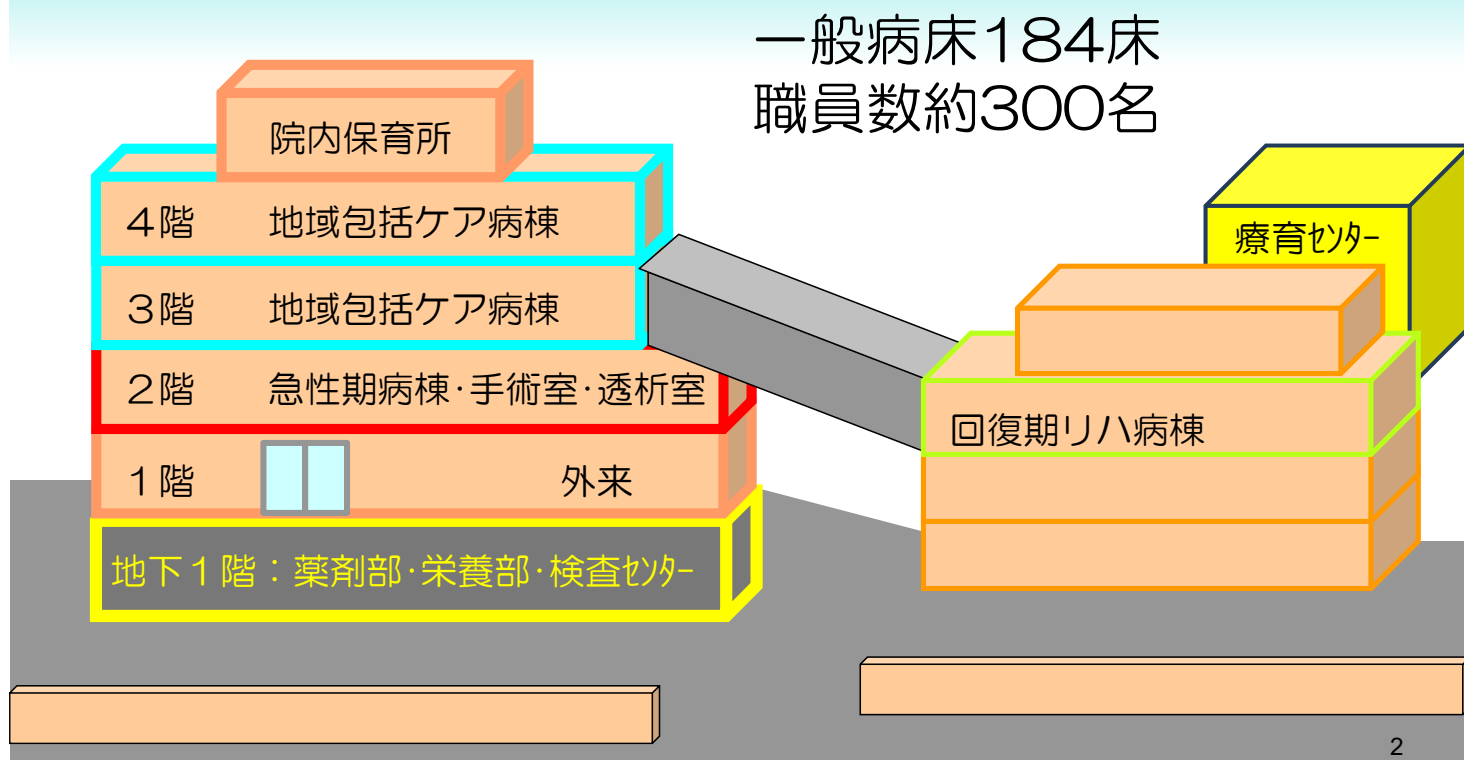 一般病床184床
職員数約300名
院内保育所
４階　地域包括ケア病棟
３階　地域包括ケア病棟
２階　急性期病棟･手術室･透析室
１階　外来
地下１階：薬剤部･栄養部･検査ｾﾝﾀｰ
療育ｾﾝﾀｰ
回復期リハ病棟
2